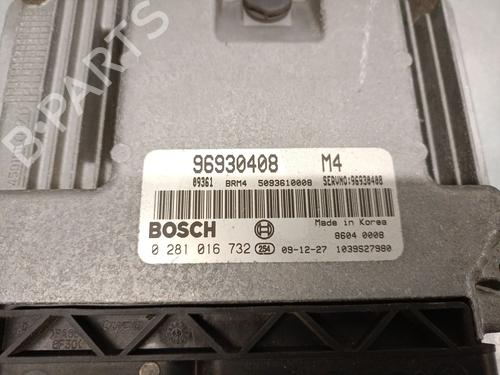 B-PARTS
96930408 M4
09361 BRM4 5093610008 SERVNO:96930408
BOSCH
Made in Korea
8604 0008
0 281 016 732 254 09-12-27 1039S27980